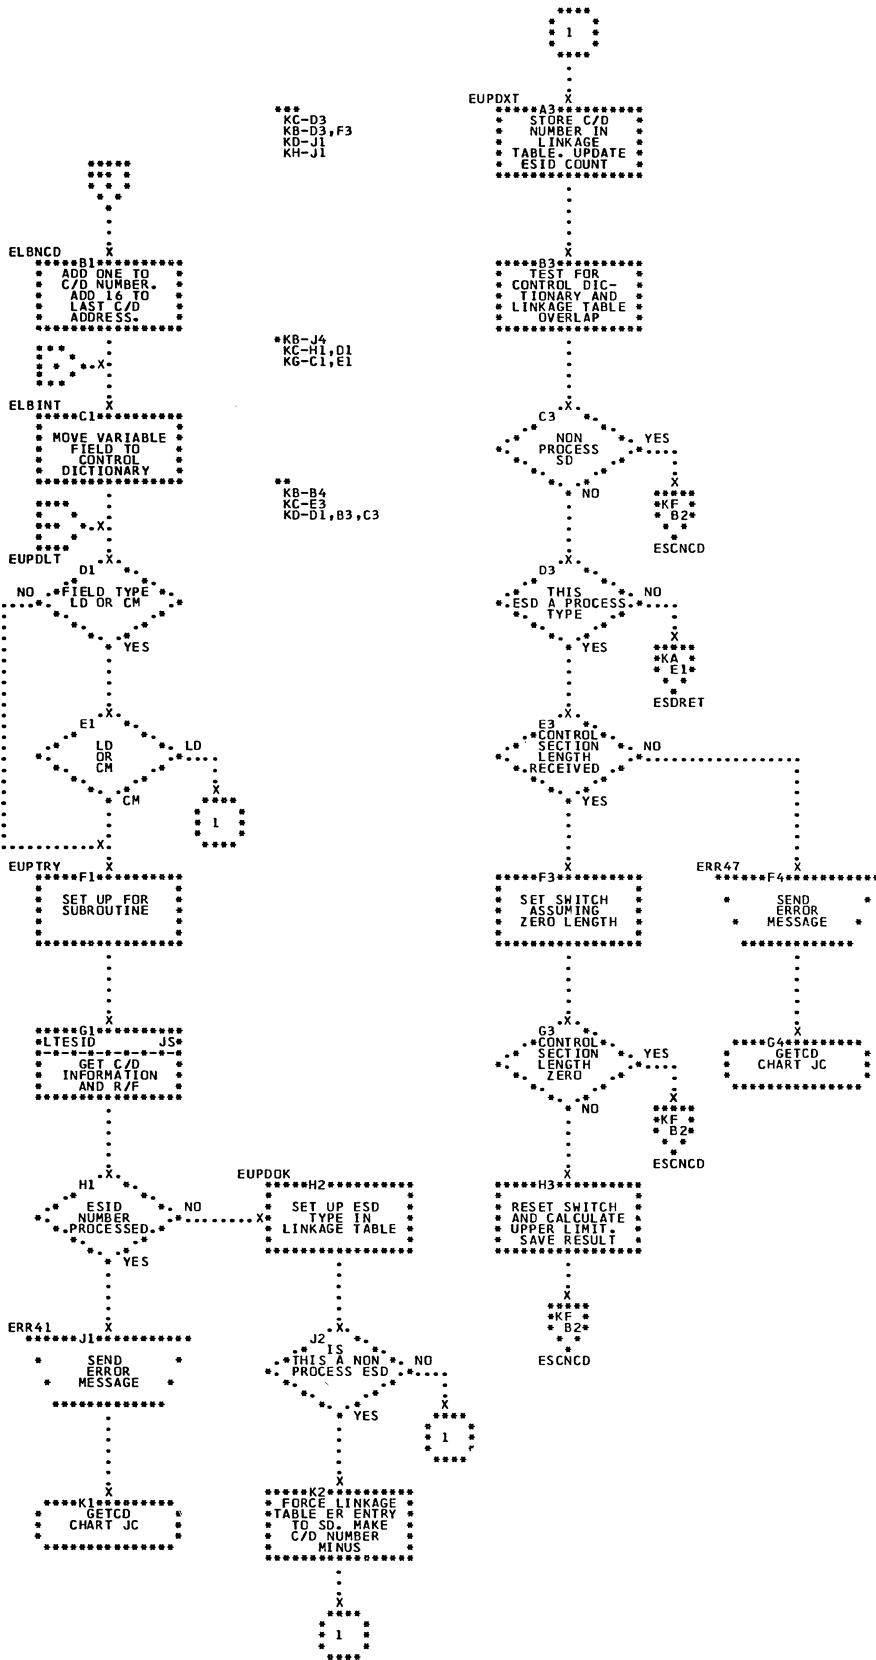 1
EUPDXT
A3
STORE C/D
NUMBER IN
LINKAGE
TABLE. UPDATE
ESID COUNT
***
KC-D3
KB-D3,F3
KD-J1
KH-J1
ELBNCD
B1
ADD ONE TO
C/D NUMBER.
ADD 16 TO
LAST C/D
ADDRESS.
B3
TEST FOR
CONTROL DIC-
TIONARY AND
LINKAGE TABLE
OVERLAP
*KB-J4
KC-H1,D1
KG-C1,E1
ELBINT
C1
MOVE VARIABLE
FIELD TO
CONTROL
DICTIONARY
C3
NON
PROCESS
SD
YES
NO
KF
B2
ESCNCD
**
KB-B4
KC-E3
KD-D1,B3,C3
EUPDLT
D1
FIELD TYPE
LD OR CM
NO
YES
D3
THIS
ESD A PROCESS
TYPE
NO
YES
KA
E1
ESDRET
E1
LD
OR
CM
LD
CM
1
E3
CONTROL
SECTION
LENGTH
RECEIVED
NO
YES
EUPTRY
F1
SET UP FOR
SUBROUTINE
F3
SET SWITCH
ASSUMING
ZERO LENGTH
ERR47
F4
SEND
ERROR
MESSAGE
G1
LTESID JS
GET C/D
INFORMATION
AND R/F
G3
CONTROL
SECTION
LENGTH
ZERO
YES
NO
KF
B2
ESCNCD
G4
GETCD
CHART JC
H1
ESID
NUMBER
PROCESSED
NO
YES
EUPDOK
H2
SET UP ESD
TYPE IN
LINKAGE TABLE
H3
RESET SWITCH
AND CALCULATE
UPPER LIMIT.
SAVE RESULT
KF
B2
ESCNCD
ERR41
J1
SEND
ERROR
MESSAGE
J2
IS
THIS A NON
PROCESS ESD
NO
YES
1
K1
GETCD
CHART JC
K2
FORCE LINKAGE
TABLE ER ENTRY
TO SD. MAKE
C/D NUMBER
MINUS
1